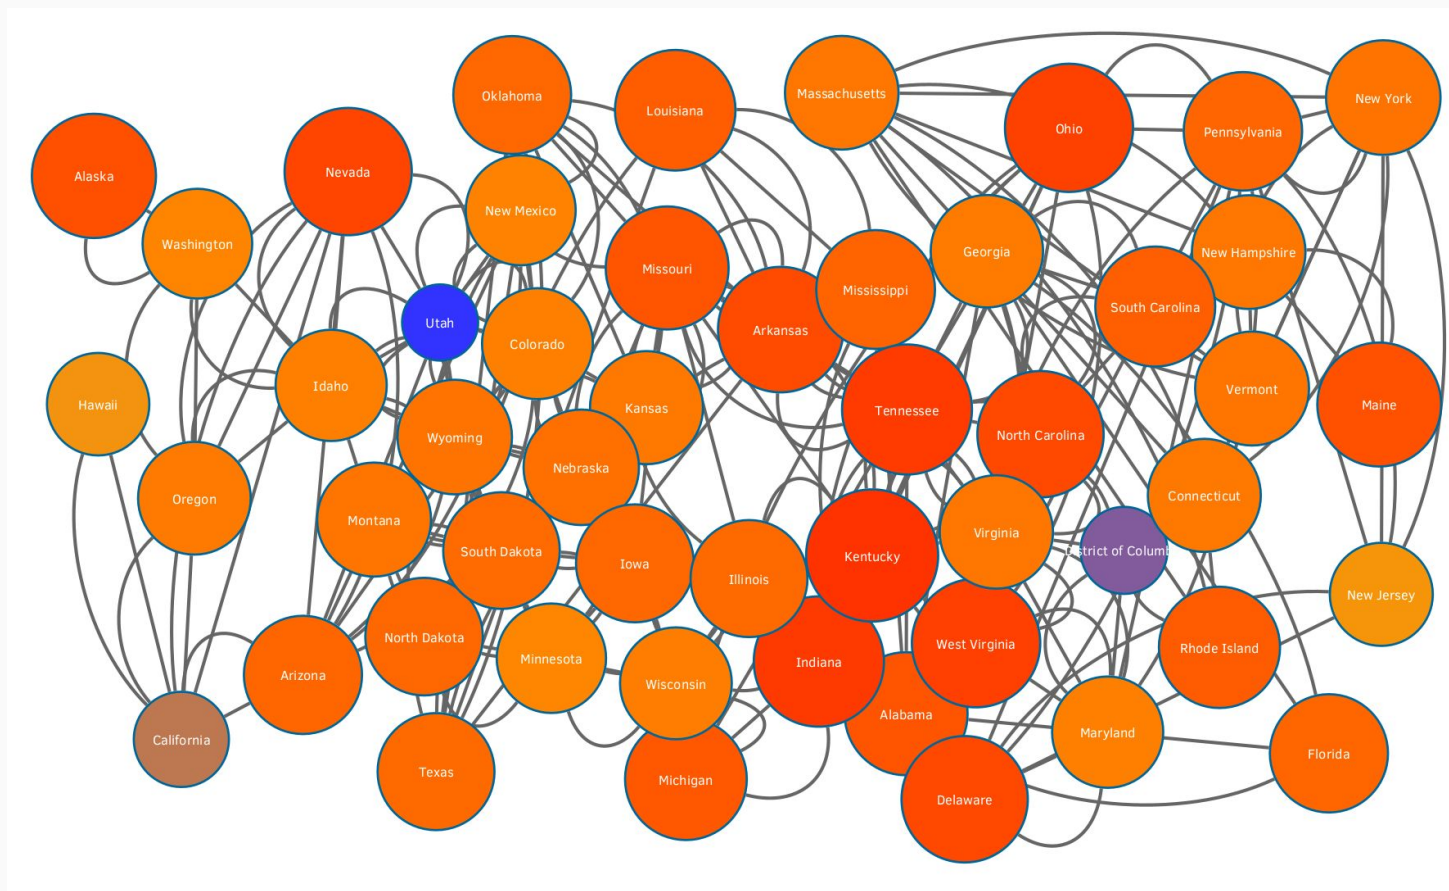 Oklahoma
Louisiana
Massachusetts
Ohio
Pennsylvania
New York
Alaska
Nevada
Washington
New Mexico
Missouri
Georgia
New Hampshire
Mississippi
South Carolina
Utah
Arkansas
Colorado
Idaho
Vermont
Hawaii
Kansas
Tennessee
Maine
Wyoming
North Carolina
Nebraska
Oregon
Connecticut
Montana
Virginia
South Dakota
Iowa
Kentucky
District of Columb
Illinois
New Jersey
North Dakota
West Virginia
Rhode Island
Minnesota
Indiana
Arizona
Wisconsin
Alabama
Maryland
California
Florida
Texas
Michigan
Delaware